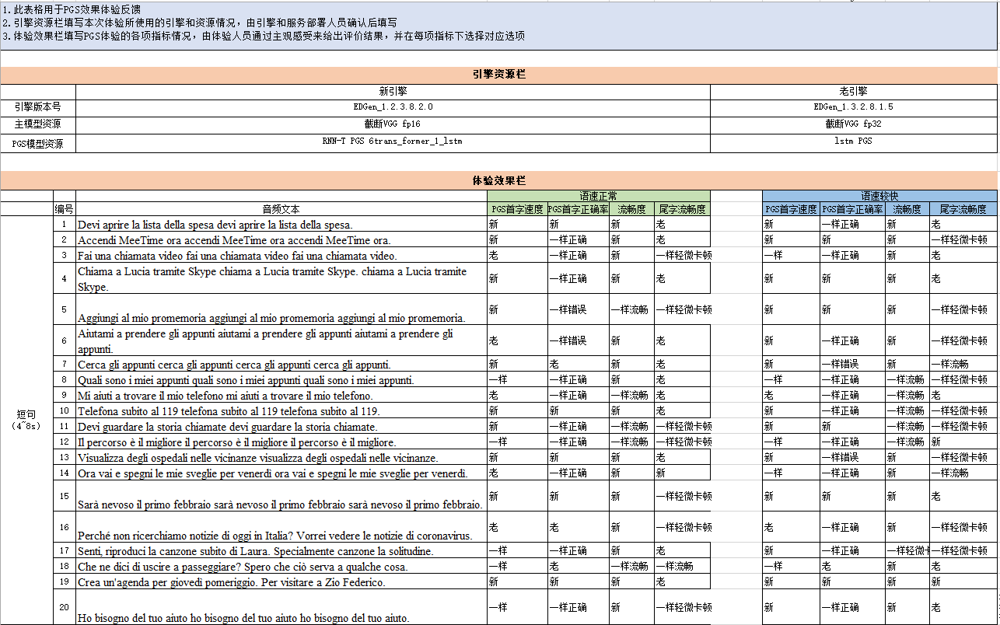 1.此表格用于PGS效果体验反馈
2.引擎资源栏填写本次体验所使用的引擎和资源情况，由引擎和服务部署人员确认后填写
3.体验效果栏填写PGS体验的各项指标情况，由体验人员通过主观感受来给出评价结果，并在每项指标下选择对应选项
引擎资源栏
新引擎 老引擎
引擎版本号 EDGen_1.2.3.8.2.0 EDGen_1.3.2.8.1.5
主模型资源 截断VGG fp16 截断VGG fp32
PGS模型资源 RNN-T PGS 6trans_former_1_lstm lstm PGS
体验效果栏
语速正常 语速较快
编号 音频文本 PGS首字速度 PGS首字正确率 流畅度 尾字流畅度 PGS首字速度 PGS首字正确率 流畅度 尾字流畅度
1 Devi aprire la lista della spesa devi aprire la lista della spesa. 新 新 新 老 新 一样正确 新 老
2 Accendi MeeTime ora accendi MeeTime ora accendi MeeTime ora. 新 一样正确 新 老 新 新 新 一样轻微卡顿
3 Fai una chiamata video fai una chiamata video fai una chiamata video. 老 一样正确 新 一样轻微卡顿 一样 一样正确 新 老
4 Chiama a Lucia tramite Skype chiama a Lucia tramite Skype. chiama a Lucia tramite
Skype. 新 一样正确 新 老 新 新 新 老
5 Aggiungi al mio promemoria aggiungi al mio promemoria aggiungi al mio promemoria. 新 一样错误 一样流畅 一样轻微卡顿 新 新 新 一样轻微卡顿
6 Aiutami a prendere gli appunti aiutami a prendere gli appunti aiutami a prendere gli
appunti. 老 一样错误 新 老 新 一样正确 新 一样轻微卡顿
7 Cerca gli appunti cerca gli appunti cerca gli appunti cerca gli appunti. 新 老 新 老 新 一样错误 新 一样流畅
8 Quali sono i miei appunti quali sono i miei appunti quali sono i miei appunti. 一样 一样正确 新 老 一样 一样正确 一样流畅 一样轻微卡顿
9 Mi aiuti a trovare il mio telefono mi aiuti a trovare il mio telefono. 老 一样正确 一样流畅 老 老 一样正确 一样流畅 老
短句
(4~8s)
10 Telefona subito al 119 telefona subito al 119 telefona subito al 119. 新 新 新 老 新 一样正确 一样流畅 一样轻微卡顿
11 Devi guardare la storia chiamate devi guardare la storia chiamate. 新 一样正确 一样流畅 一样轻微卡顿 新 新 一样流畅 一样轻微卡顿
12 Il percorso è il migliore il percorso è il migliore il percorso è il migliore. 一样 一样正确 一样流畅 一样轻微卡顿 一样 一样正确 一样流畅 新
13 Visualizza degli ospedali nelle vicinanze visualizza degli ospedali nelle vicinanze. 新 新 新 老 新 一样错误 新 一样轻微卡顿
14 Ora vai e spegni le mie sveglie per venerdì ora vai e spegni le mie sveglie per venerdì. 老 一样正确 新 新 一样 一样正确 新 一样流畅
15 Sarà nevoso il primo febbraio sarà nevoso il primo febbraio sarà nevoso il primo febbraio. 新 新 新 一样轻微卡顿 新 新 新 老
16 Perché non ricerchiamo notizie di oggi in Italia? Vorrei vedere le notizie di coronavirus. 老 老 新 一样轻微卡顿 老 一样正确 新 一样轻微卡顿
17 Senti, riproduci la canzone subito di Laura. Specialmente canzone la solitudine. 一样 一样正确 新 老 新 一样正确 一样轻微卡 一样轻微卡顿
18 Che ne dici di uscire a passeggiare? Spero che ciò serva a qualche cosa. 一样 老 一样流畅 一样流畅 一样 老 新 老
19 Crea un'agenda per giovedì pomeriggio. Per visitare a Zio Federico. 新 新 新 老 新 新 新 新
20 Ho bisogno del tuo aiuto ho bisogno del tuo aiuto ho bisogno del tuo aiuto. 一样 一样正确 新 一样轻微卡顿 新 一样正确 新 老